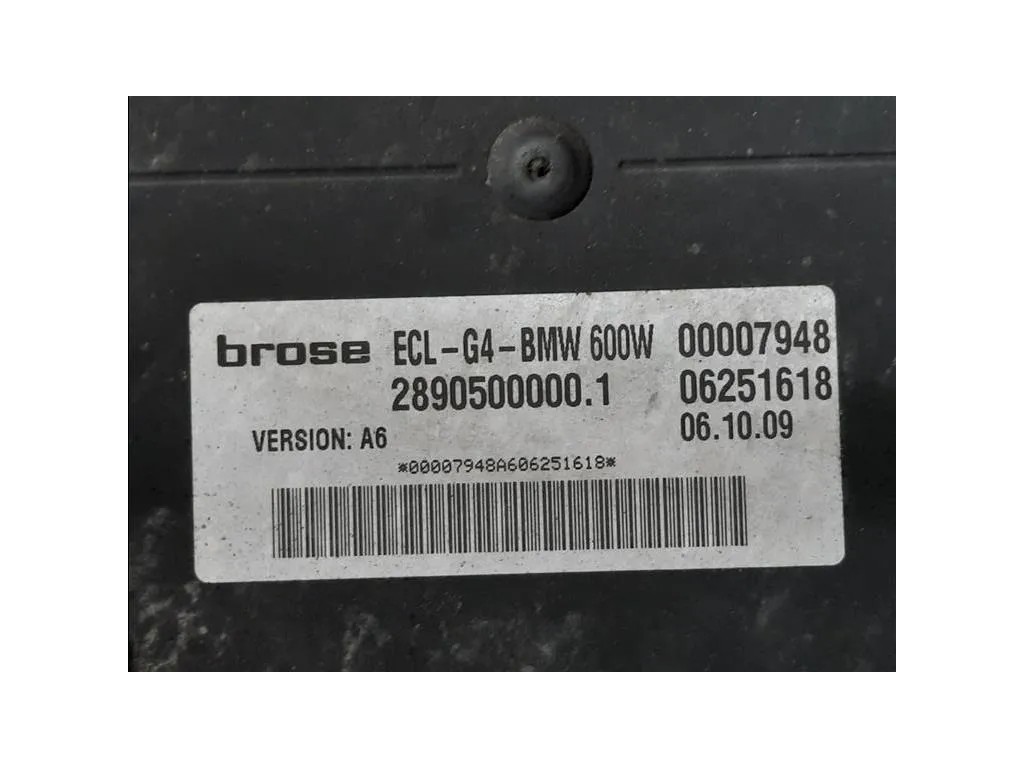 brose ECL-G4-BMW 600W 00007948
2890500000.1 06251618
VERSION: A6 06.10.09
*00007948A606251618*